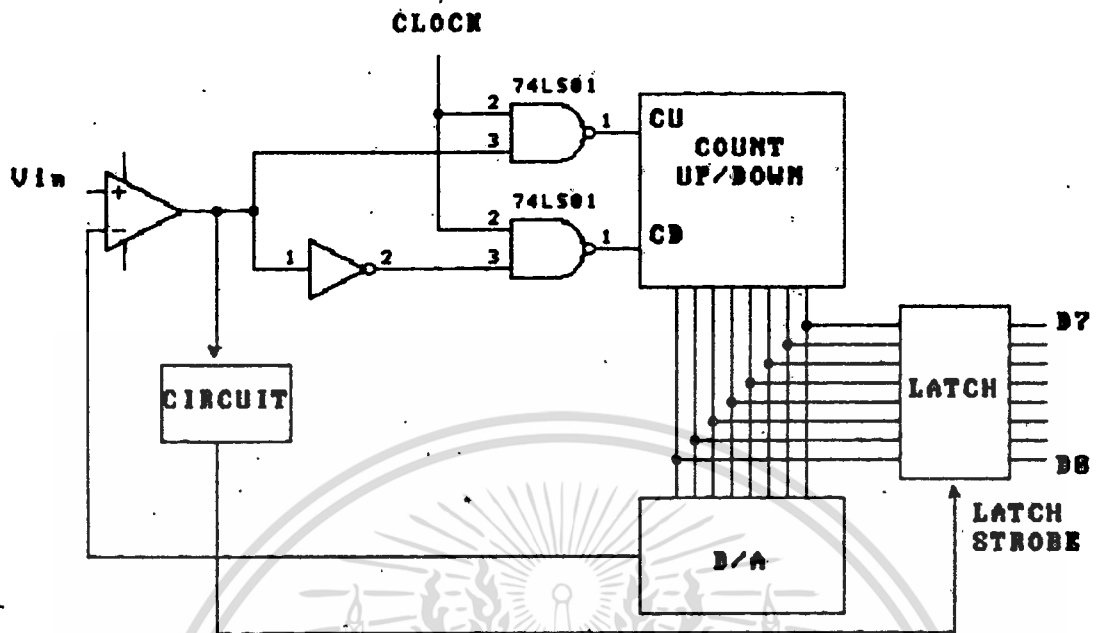 CLOCK
74LS01
2
3
1
CU
COUNT
UP/DOWN
Vin
+
-
74LS01
2
3
1
CD
1
2
D7
CIRCUIT
LATCH
D0
LATCH
STROBE
D/A